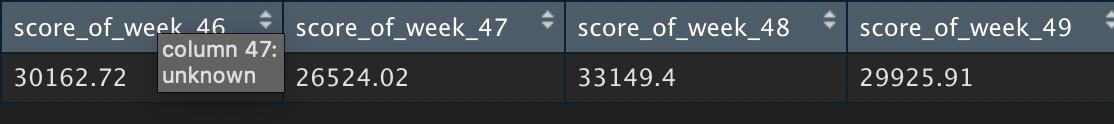 score_of_week_46 score_of_week_47 score_of_week_48 score_of_week_49
column 47:
unknown
30162.72 26524.02 33149.4 29925.91